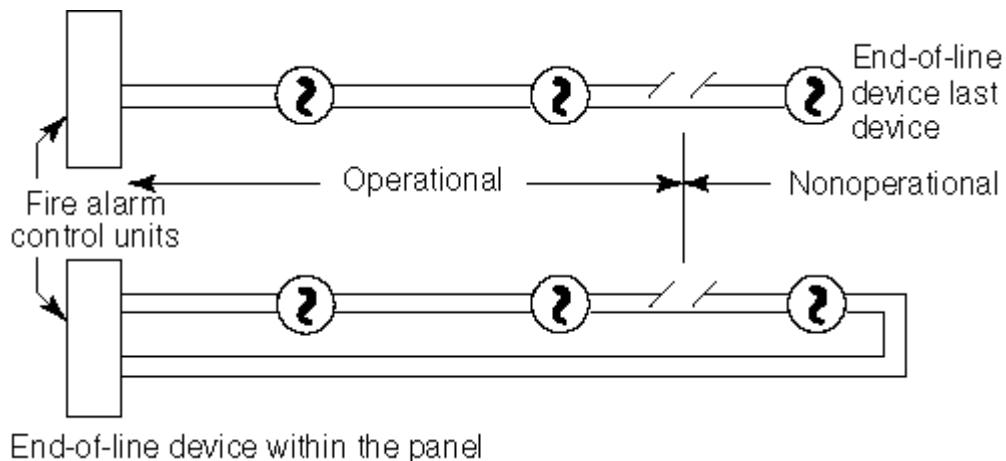 End-of-line
device last
device
Operational
Nonoperational
Fire alarm
control units
End-of-line device within the panel